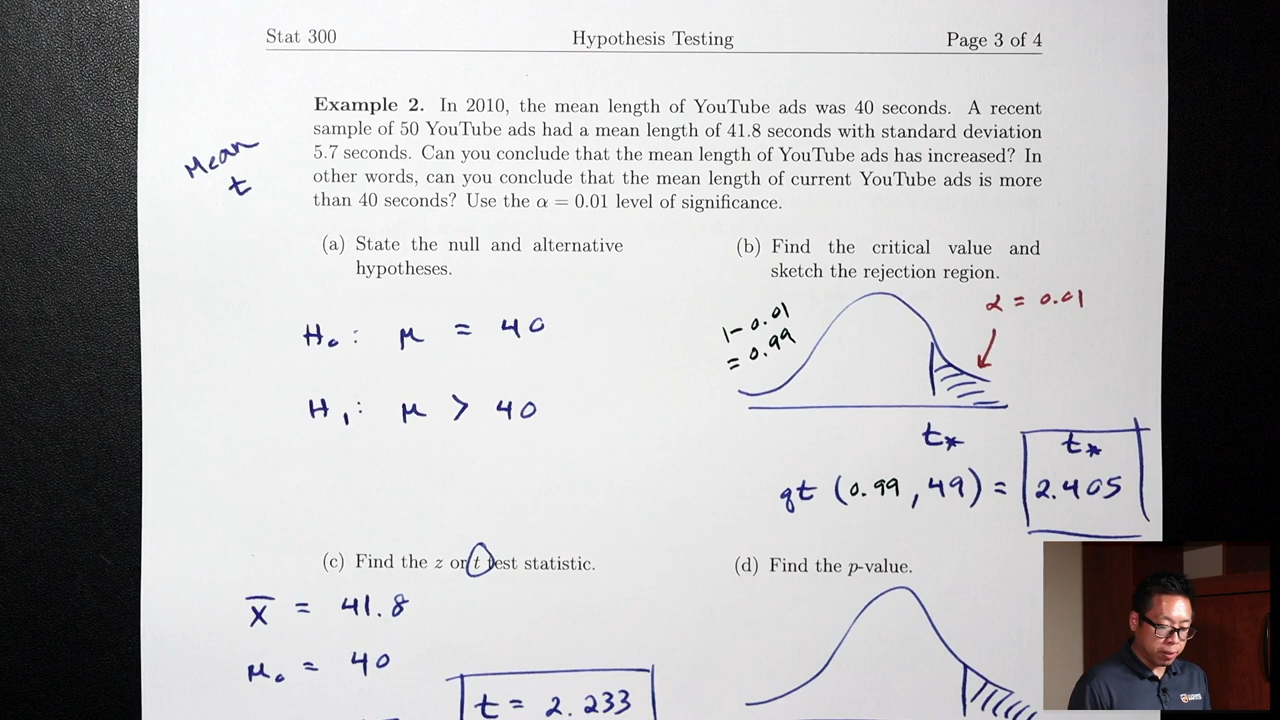 Stat 300 Hypothesis Testing Page 3 of 4
Example 2. In 2010, the mean length of YouTube ads was 40 seconds. A recent
sample of 50 YouTube ads had a mean length of 41.8 seconds with standard deviation
5.7 seconds. Can you conclude that the mean length of YouTube ads has increased? In
other words, can you conclude that the mean length of current YouTube ads is more
than 40 seconds? Use the α = 0.01 level of significance.
Mean
t
(a) State the null and alternative
hypotheses.
H₀: μ = 40
H₁: μ > 40
(b) Find the critical value and
sketch the rejection region.
α = 0.01
1 - 0.01
= 0.99
t*
t*
qt (0.99, 49) = 2.405
(c) Find the z or t test statistic.
x̄ = 41.8
μ₀ = 40
t = 2.233
(d) Find the p-value.